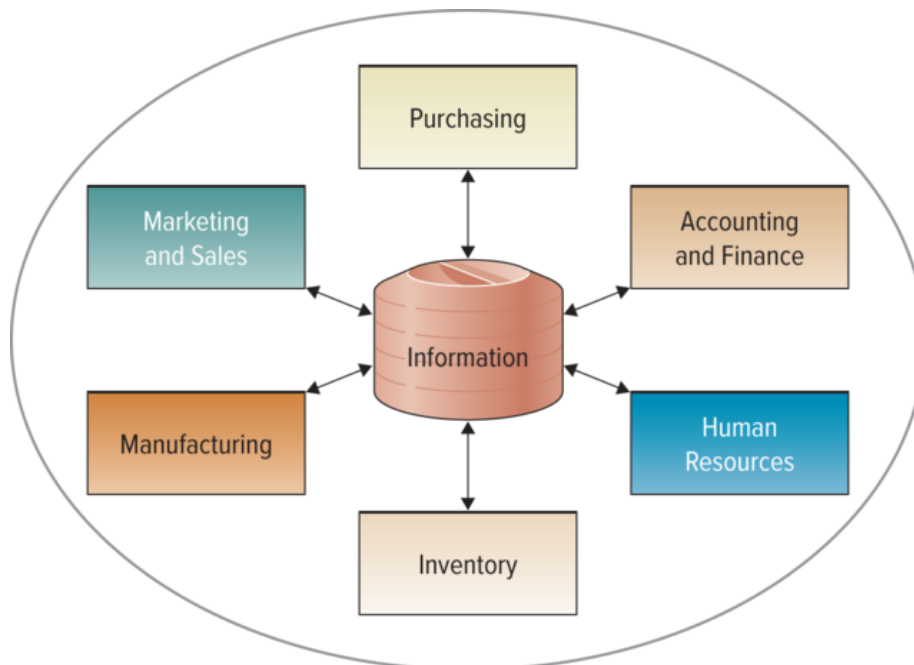 Purchasing
Marketing
and Sales
Accounting
and Finance
Information
Manufacturing
Human
Resources
Inventory